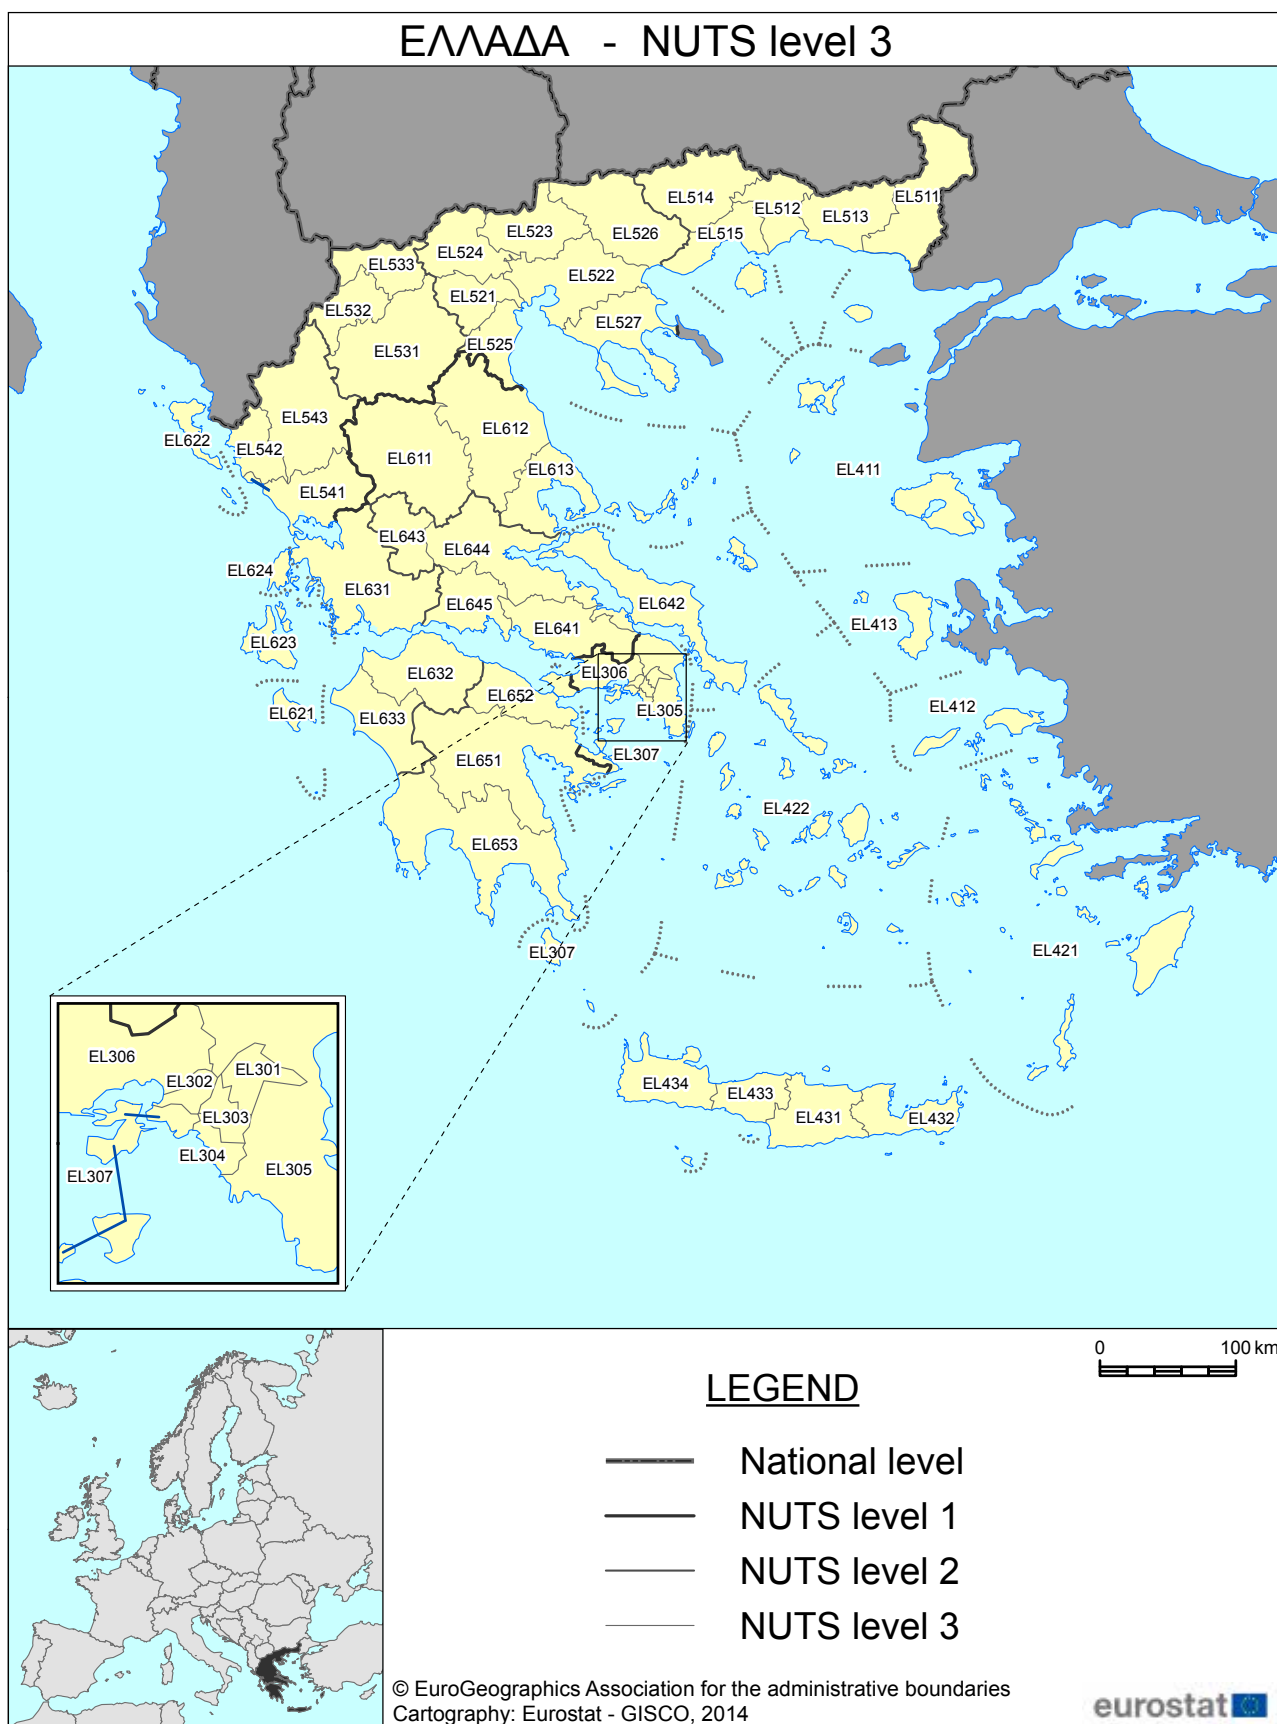 ΕΛΛΑΔΑ - NUTS level 3
EL514
EL512
EL513
EL511
EL523
EL526
EL515
EL524
EL533
EL522
EL521
EL532
EL527
EL531
EL525
EL543
EL612
EL622
EL542
EL611
EL613
EL411
EL541
EL643
EL644
EL624
EL631
EL645
EL642
EL413
EL623
EL641
EL632
EL306
EL652
EL621
EL633
EL305
EL412
EL651
EL307
EL422
EL653
EL307
EL421
EL306
EL301
EL302
EL303
EL304
EL307
EL305
EL434
EL433
EL431
EL432
0 100 km
LEGEND
National level
NUTS level 1
NUTS level 2
NUTS level 3
© EuroGeographics Association for the administrative boundaries
Cartography: Eurostat - GISCO, 2014
eurostat